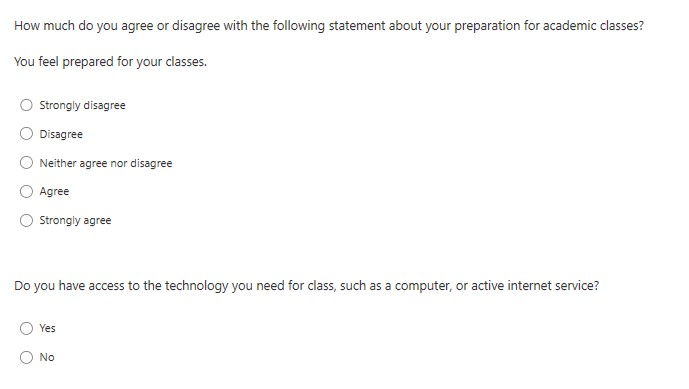 How much do you agree or disagree with the following statement about your preparation for academic classes?
You feel prepared for your classes.
Strongly disagree
Disagree
Neither agree nor disagree
Agree
Strongly agree
Do you have access to the technology you need for class, such as a computer, or active internet service?
Yes
No